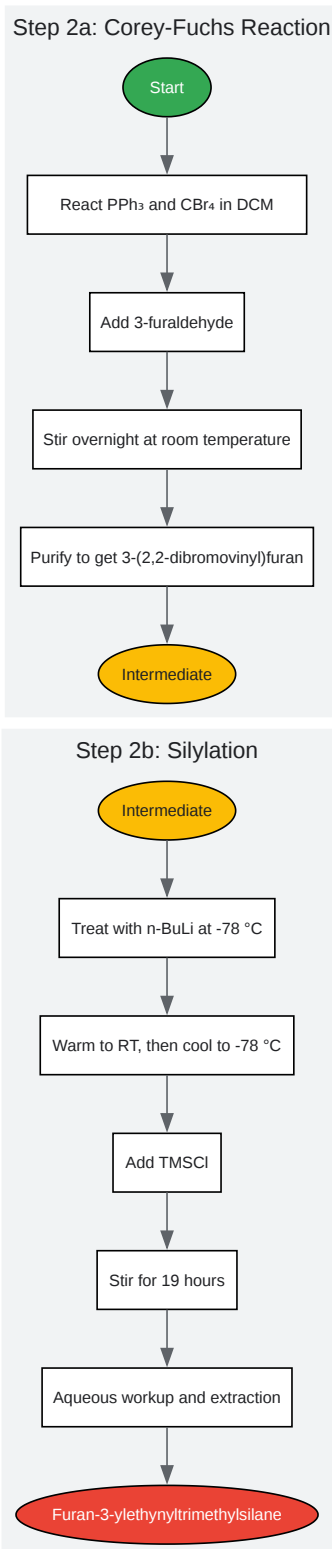 Step 2a: Corey-Fuchs Reaction
Start
React PPh₃ and CBr₄ in DCM
Add 3-furaldehyde
Stir overnight at room temperature
Purify to get 3-(2,2-dibromovinyl)furan
Intermediate
Step 2b: Silylation
Intermediate
Treat with n-BuLi at -78 °C
Warm to RT, then cool to -78 °C
Add TMSCl
Stir for 19 hours
Aqueous workup and extraction
Furan-3-ylethynyltrimethylsilane